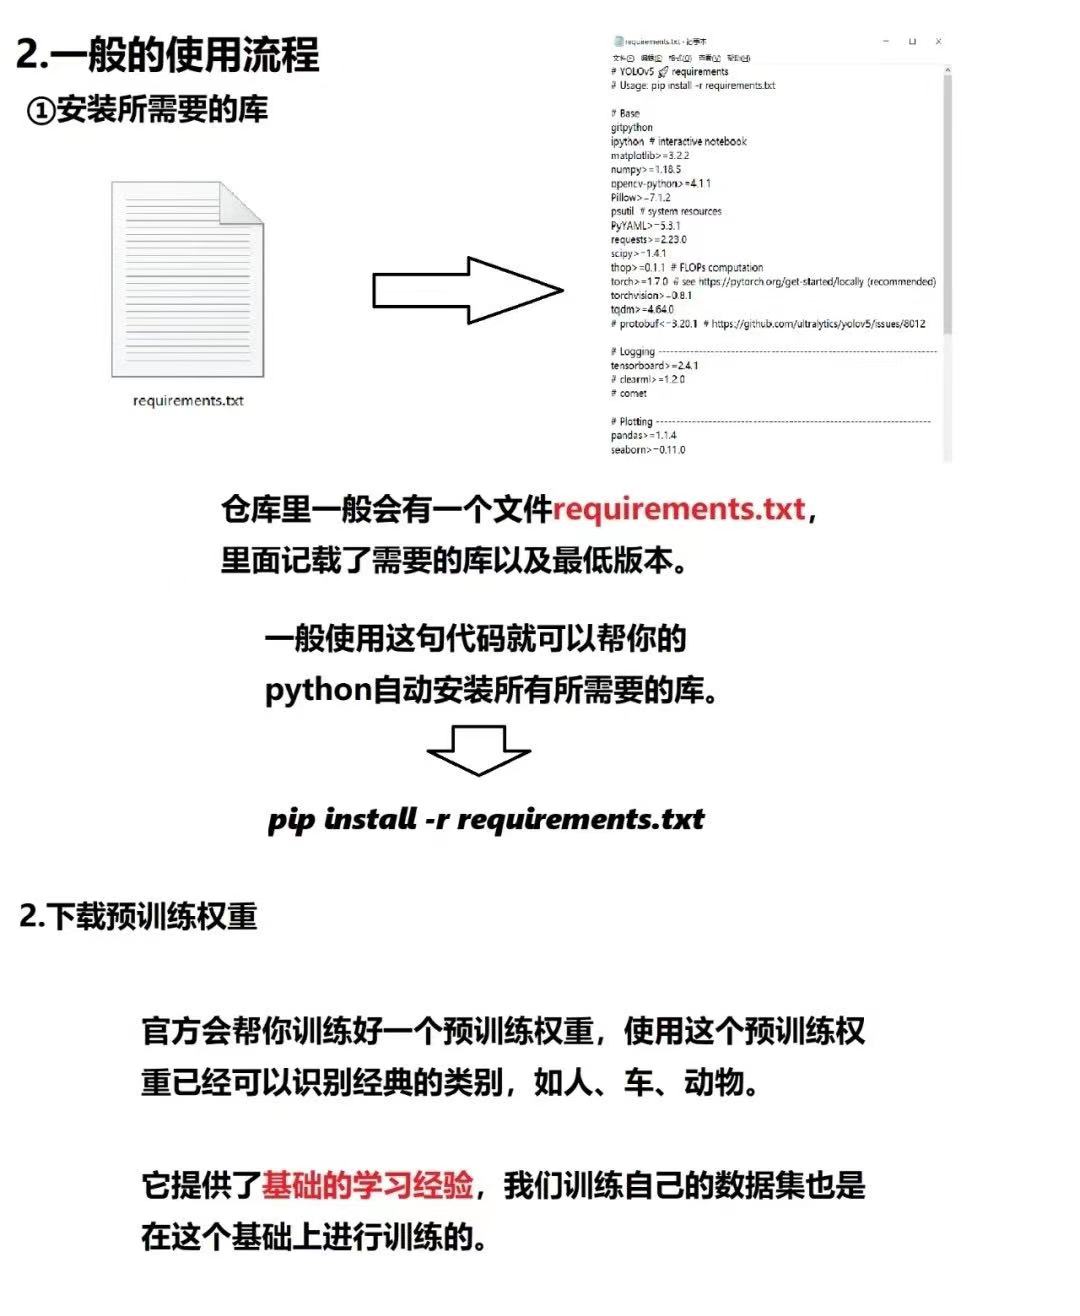 2.一般的使用流程
①安装所需要的库
requirements.txt - 记事本
文件(F) 编辑(E) 格式(O) 查看(V) 帮助(H)
# YOLOv5 🚀 requirements
# Usage: pip install -r requirements.txt
# Base
gitpython
ipython # interactive notebook
matplotlib>=3.2.2
numpy>=1.18.5
opencv-python>=4.1.1
Pillow>=7.1.2
psutil # system resources
PyYAML>=5.3.1
requests>=2.23.0
scipy>=1.4.1
thop>=0.1.1 # FLOPs computation
torch>=1.7.0 # see https://pytorch.org/get-started/locally (recommended)
torchvision>=0.8.1
tqdm>=4.64.0
# protobuf<=3.20.1 # https://github.com/ultralytics/yolov5/issues/8012
# Logging -------------------------------------
tensorboard>=2.4.1
# clearml>=1.2.0
# comet
# Plotting ------------------------------------
pandas>=1.1.4
seaborn>=0.11.0
requirements.txt
仓库里一般会有一个文件requirements.txt，
里面记载了需要的库以及最低版本。
一般使用这句代码就可以帮你的
python自动安装所有所需要的库。
pip install -r requirements.txt
2.下载预训练权重
官方会帮你训练好一个预训练权重，使用这个预训练权
重已经可以识别经典的类别，如人、车、动物。
它提供了基础的学习经验，我们训练自己的数据集也是
在这个基础上进行训练的。